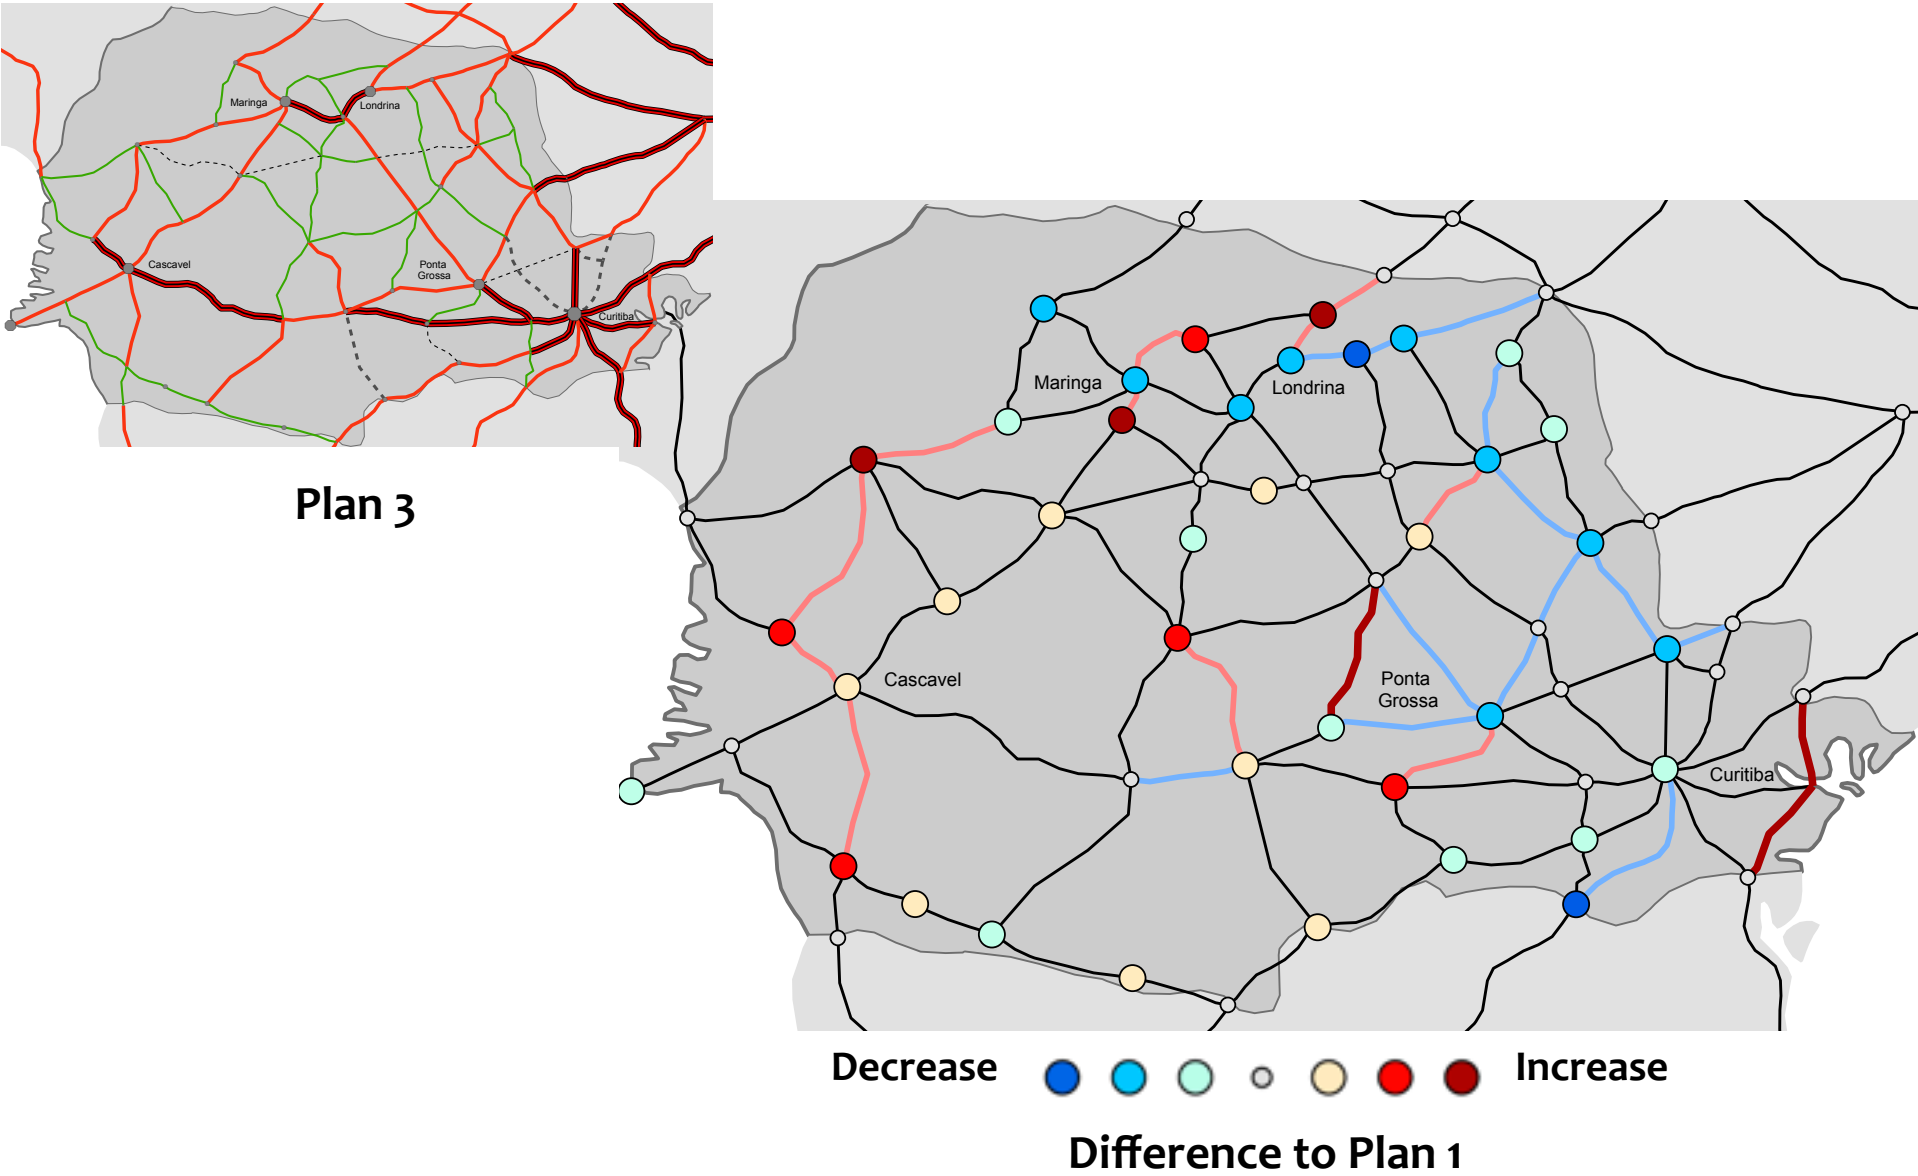 Maringa
Londrina
Cascavel
Ponta
Grossa
Curitiba
Plan 3
Maringa
Londrina
Cascavel
Ponta
Grossa
Curitiba
Decrease
Increase
Difference to Plan 1